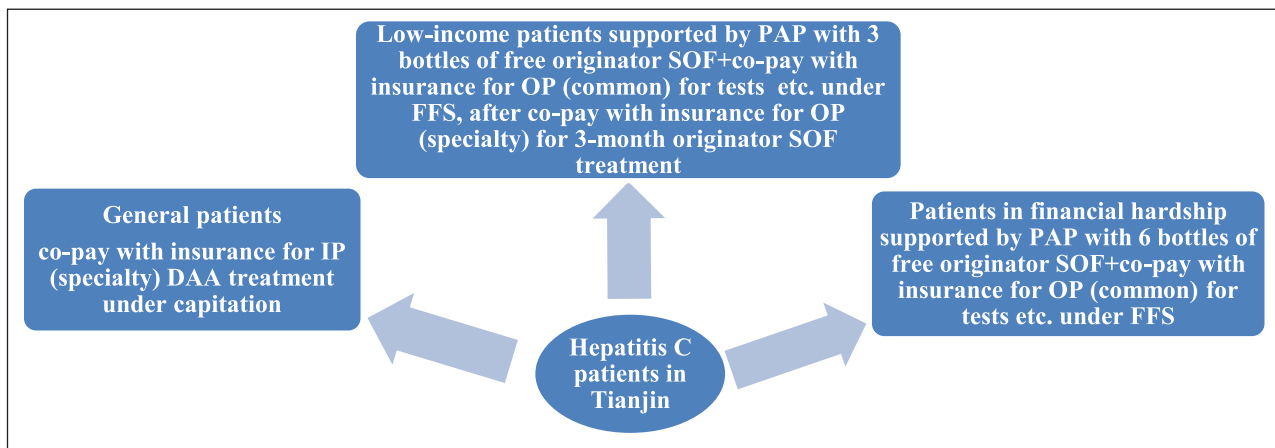 Low-income patients supported by PAP with 3
bottles of free originator SOF+co-pay with
insurance for OP (common) for tests etc. under
FFS, after co-pay with insurance for OP
(specialty) for 3-month originator SOF
treatment
General patients
co-pay with insurance for IP
(specialty) DAA treatment
under capitation
Patients in financial hardship
supported by PAP with 6 bottles of
free originator SOF+co-pay with
insurance for OP (common) for
tests etc. under FFS
Hepatitis C
patients in
Tianjin